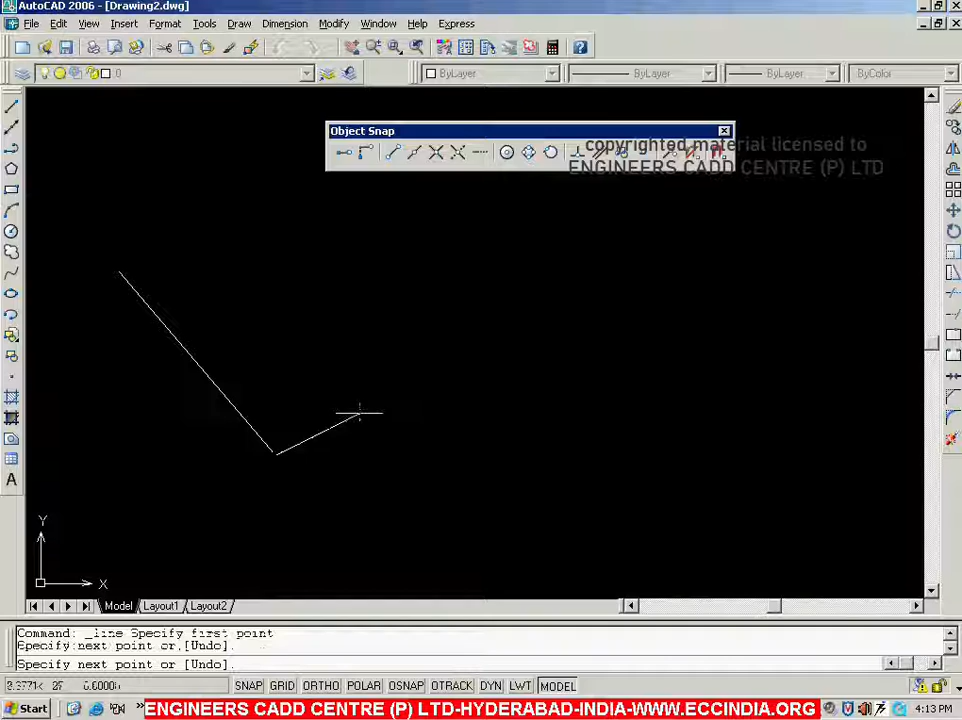 AutoCAD 2006 - [Drawing2.dwg]
File Edit View Insert Format Tools Draw Dimension Modify Window Help Express
0 ByLayer ByLayer ByLayer ByColor
Object Snap
copyrighted material licensed to
ENGINEERS CADD CENTRE (P) LTD
Y
X
A
Model Layout1 Layout2
Command: _line Specify first point
Specify next point or [Undo].
Specify next point or [Undo].
SNAP GRID ORTHO POLAR OSNAP OTRACK DYN LWT MODEL
Start
ENGINEERS CADD CENTRE (P) LTD-HYDERABAD-INDIA-WWW.ECCINDIA.ORG
4:13 PM